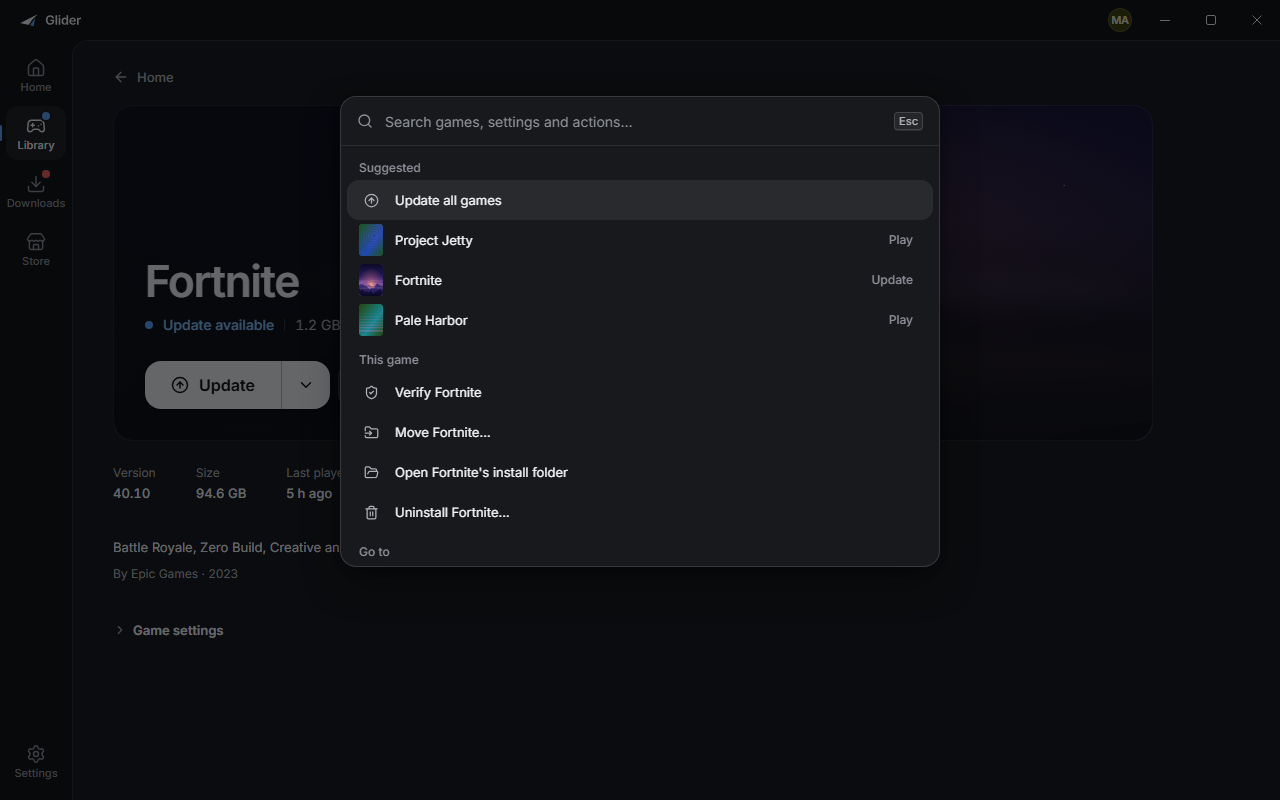 Glider
MA
Home
Library
Downloads
Store
Settings
Home
Fortnite
Update available
1.2 GB
Update
Version
40.10
Size
94.6 GB
Last playe
5 h ago
Battle Royale, Zero Build, Creative an
By Epic Games · 2023
Game settings
Search games, settings and actions...
Esc
Suggested
Update all games
Project Jetty
Play
Fortnite
Update
Pale Harbor
Play
This game
Verify Fortnite
Move Fortnite...
Open Fortnite's install folder
Uninstall Fortnite...
Go to